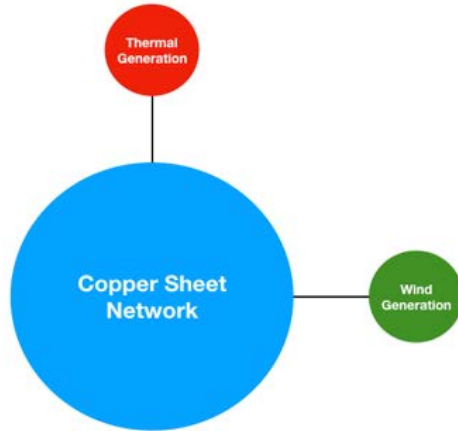 Thermal
Generation
Copper Sheet
Network
Wind
Generation